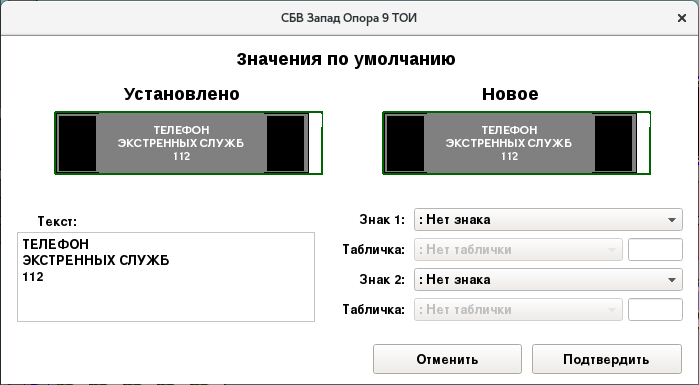 СБВ Запад Опора 9 ТОИ
Значения по умолчанию
Установлено
Новое
ТЕЛЕФОН
ЭКСТРЕННЫХ СЛУЖБ
112
ТЕЛЕФОН
ЭКСТРЕННЫХ СЛУЖБ
112
Текст:
ТЕЛЕФОН
ЭКСТРЕННЫХ СЛУЖБ
112
Знак 1: : Нет знака
Табличка: : Нет таблички
Знак 2: : Нет знака
Табличка: : Нет таблички
Отменить
Подтвердить